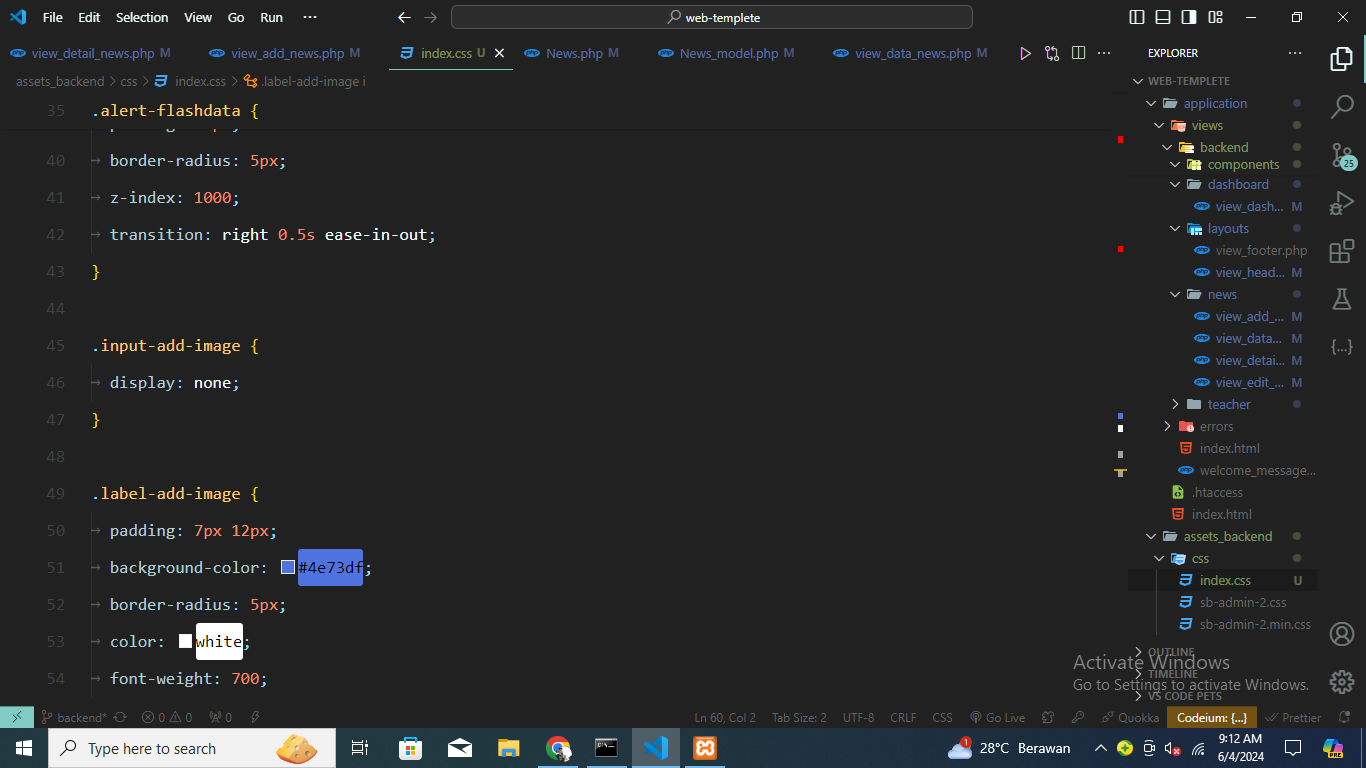 File Edit Selection View Go Run ··· web-templete
view_detail_news.php M view_add_news.php M index.css U News.php M News_model.php M view_data_news.php M
assets_backend > css > index.css > .label-add-image i
35 .alert-flashdata {
40 border-radius: 5px;
41 z-index: 1000;
42 transition: right 0.5s ease-in-out;
43 }
44
45 .input-add-image {
46 display: none;
47 }
48
49 .label-add-image {
50 padding: 7px 12px;
51 background-color: #4e73df;
52 border-radius: 5px;
53 color: white;
54 font-weight: 700;
EXPLORER ···
WEB-TEMPLETE
application
views
backend
components
dashboard
view_dash... M
layouts
view_footer.php
view_head... M
news
view_add_... M
view_data... M
view_detai... M
view_edit_... M
teacher
errors
index.html
welcome_message...
.htaccess
index.html
assets_backend
css
index.css U
sb-admin-2.css
sb-admin-2.min.css
OUTLINE
TIMELINE
VS CODE PETS
25
Activate Windows
Go to Settings to activate Windows.
backend* 0 0 0 Ln 60, Col 2 Tab Size: 2 UTF-8 CRLF CSS Go Live Quokka Codeium: {...} Prettier
Type here to search 1 28°C Berawan 9:12 AM
6/4/2024
PRE